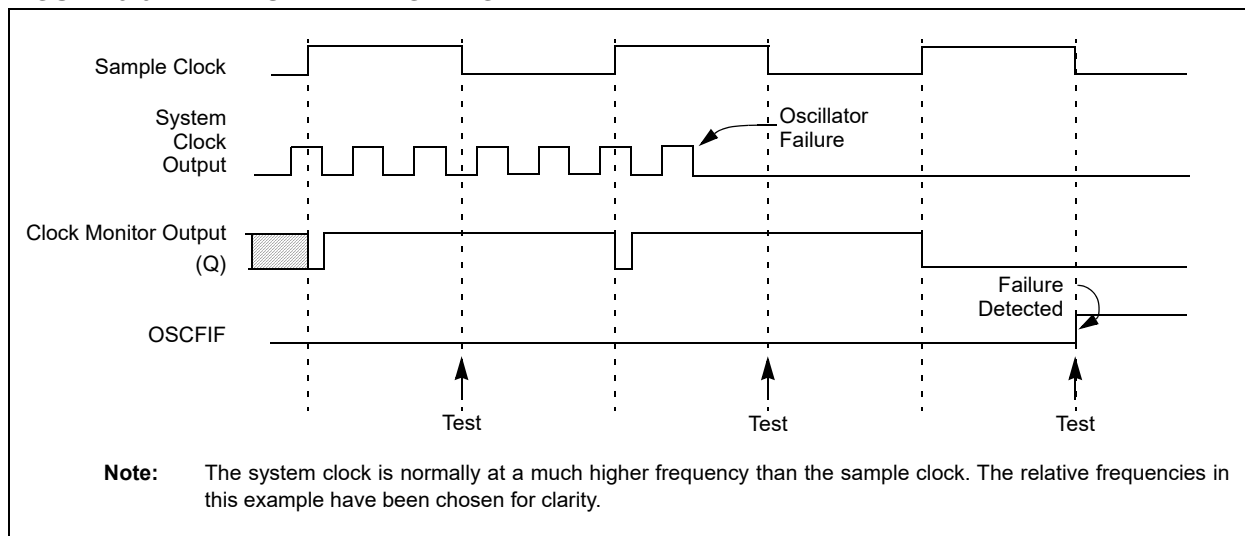 Sample Clock
System
Clock
Output
Oscillator
Failure
Clock Monitor Output
(Q)
Failure
Detected
OSCFIF
Test
Test
Test
Note: The system clock is normally at a much higher frequency than the sample clock. The relative frequencies in
this example have been chosen for clarity.